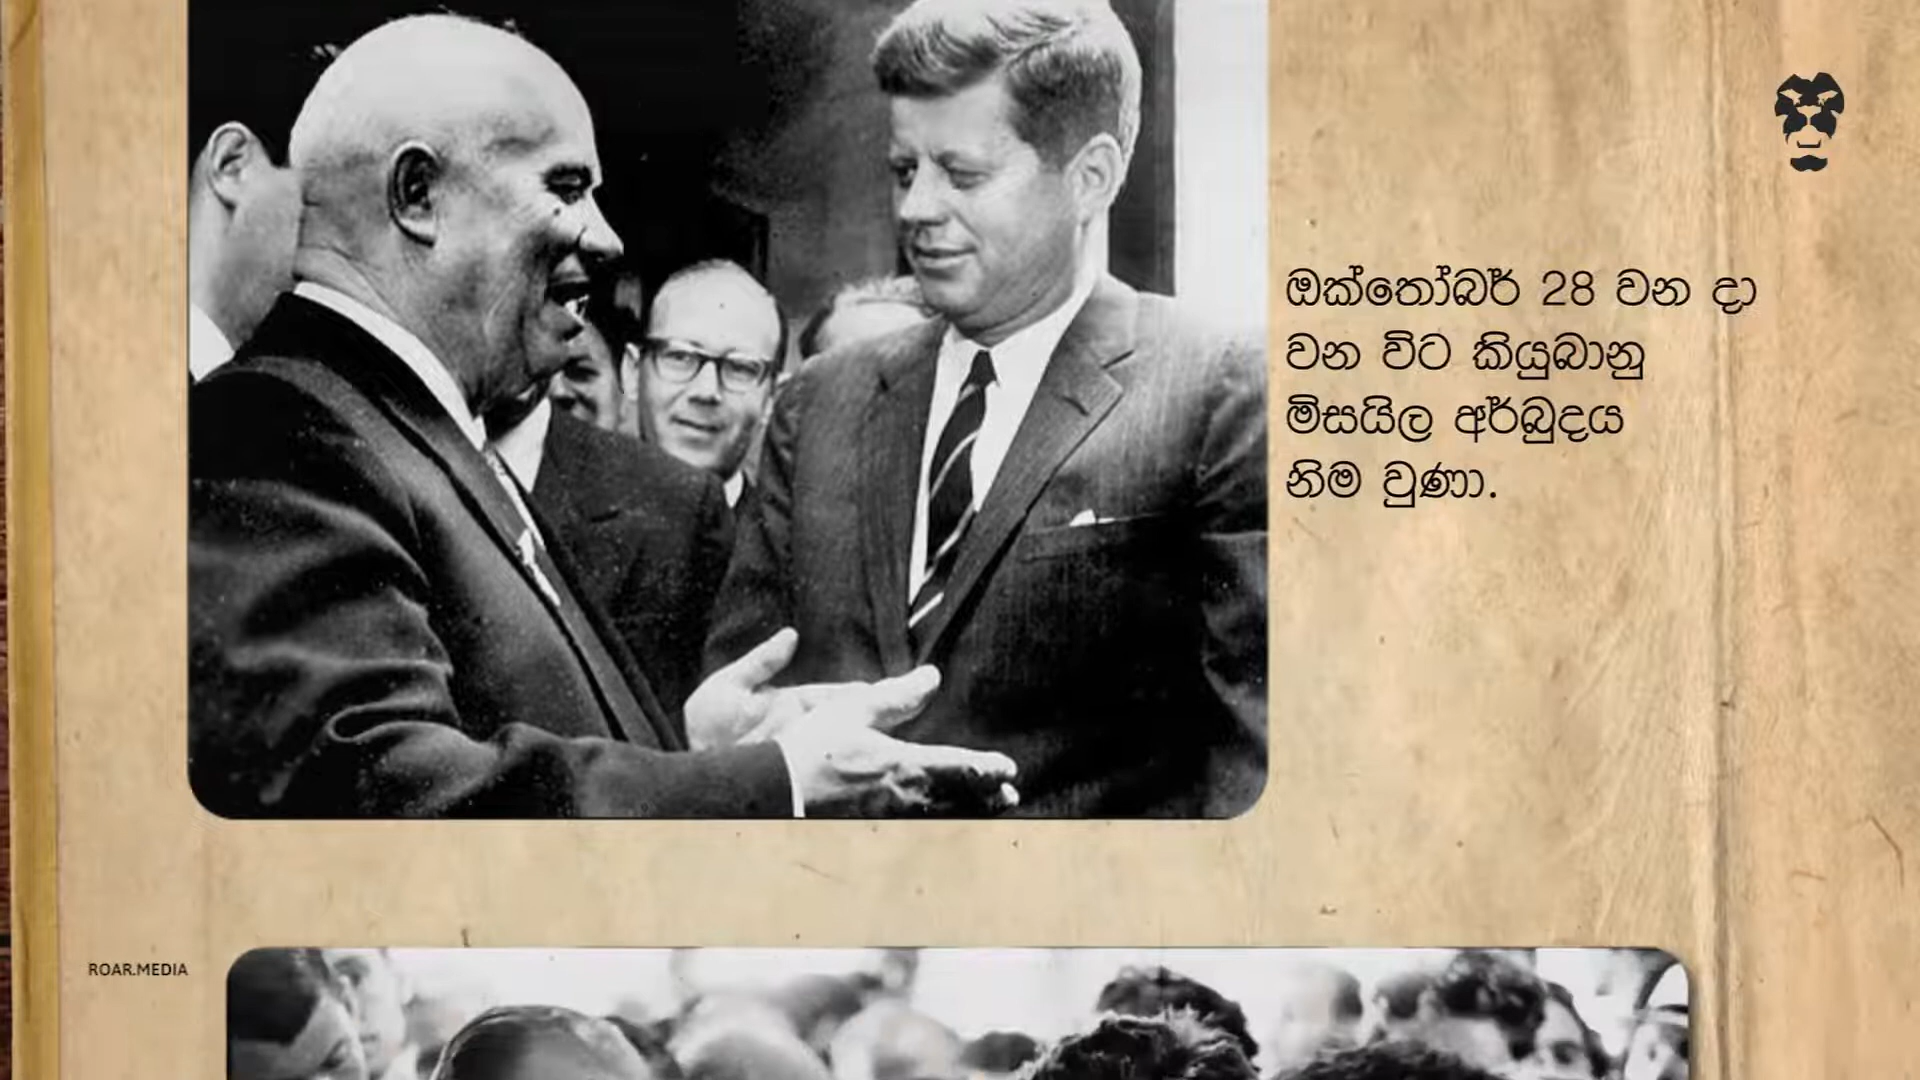 ඔක්තෝබර් 28 වන දා
වන විට කියුබානු
මිසයිල අර්බුදය
නිම වුණා.
ROAR.MEDIA